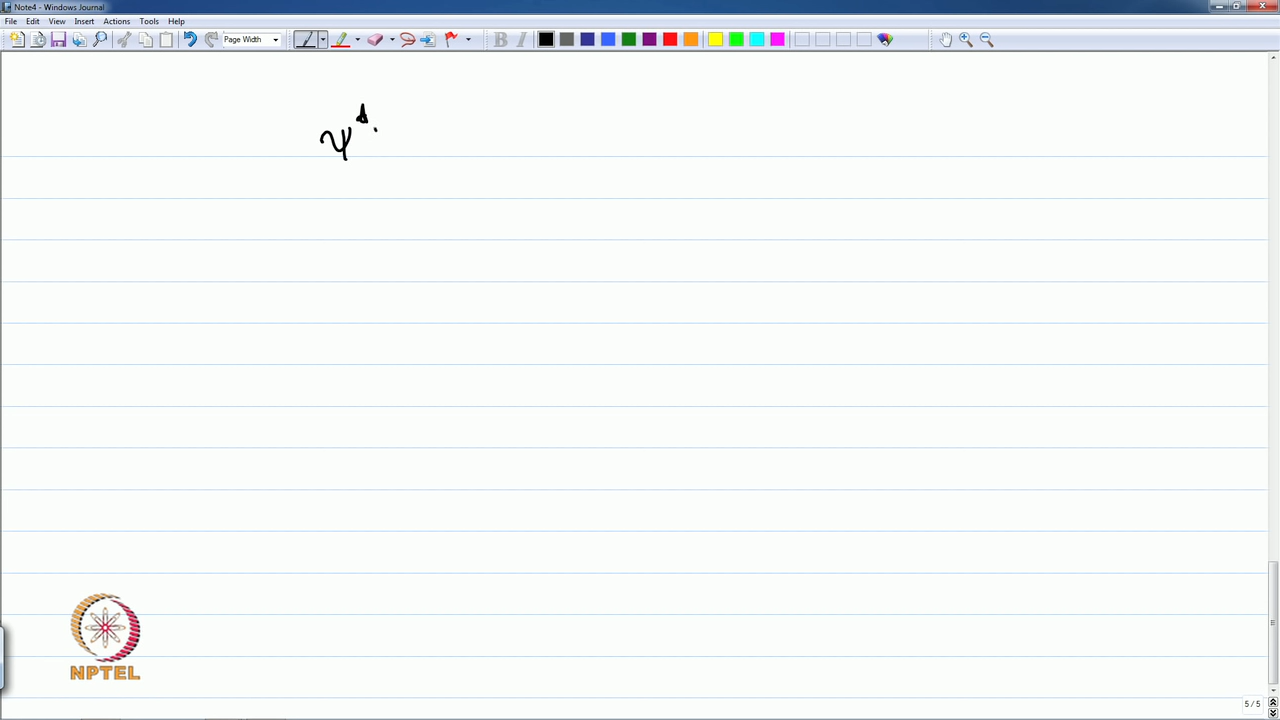 Note4 - Windows Journal
File Edit View Insert Actions Tools Help
Page Width B I
ψ
NPTEL
5 / 5